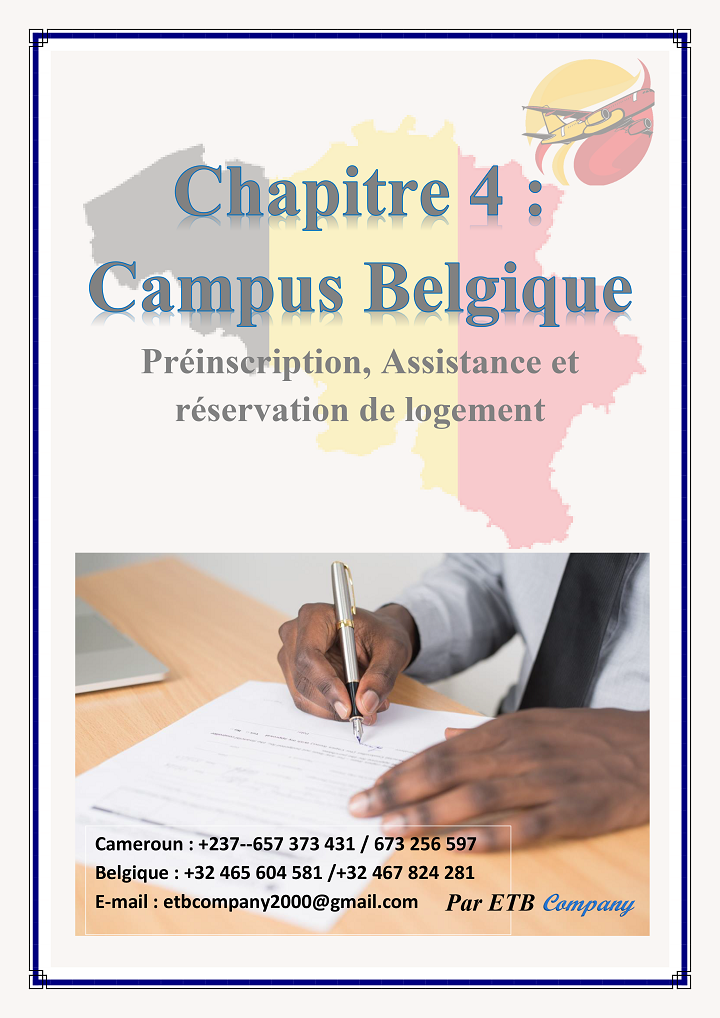 Chapitre 4 :
Campus Belgique
Préinscription, Assistance et
réservation de logement
Cameroun : +237--657 373 431 / 673 256 597
Belgique : +32 465 604 581 /+32 467 824 281
E-mail : etbcompany2000@gmail.com
Par ETB Company